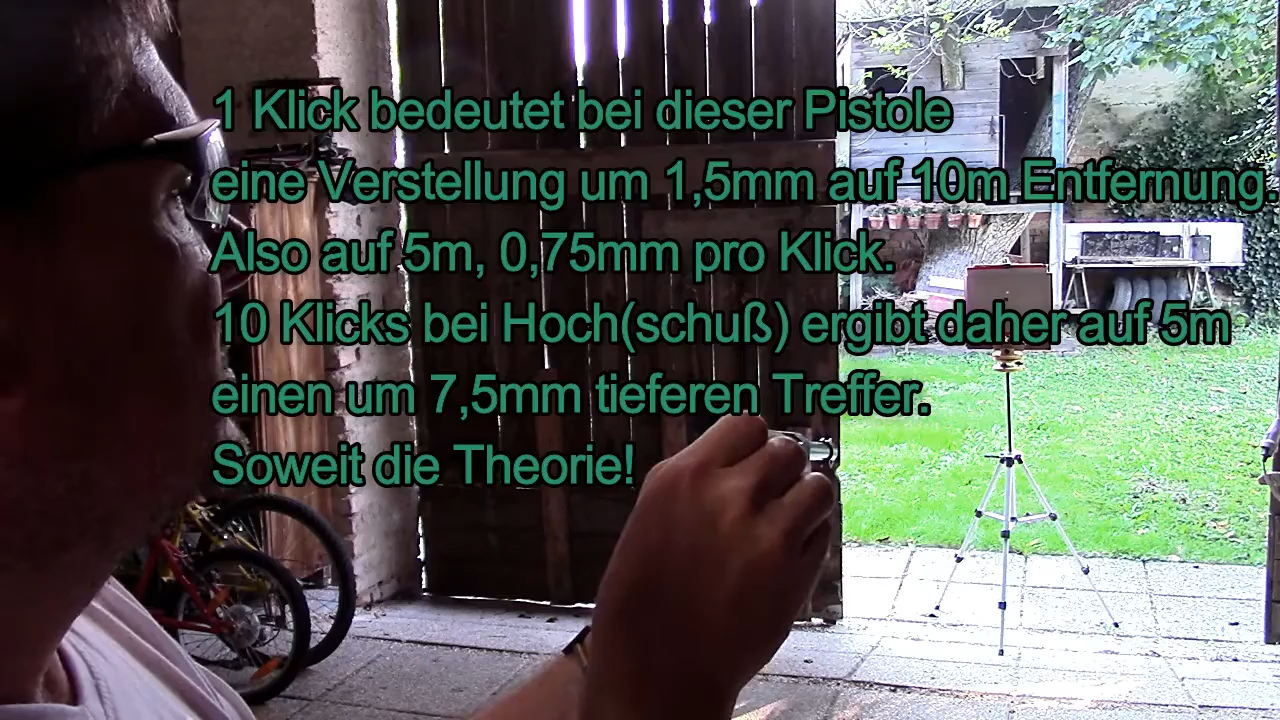 1 Klick bedeutet bei dieser Pistole
eine Verstellung um 1,5mm auf 10m Entfernung.
Also auf 5m, 0,75mm pro Klick.
10 Klicks bei Hoch(schuß) ergibt daher auf 5m
einen um 7,5mm tieferen Treffer.
Soweit die Theorie!